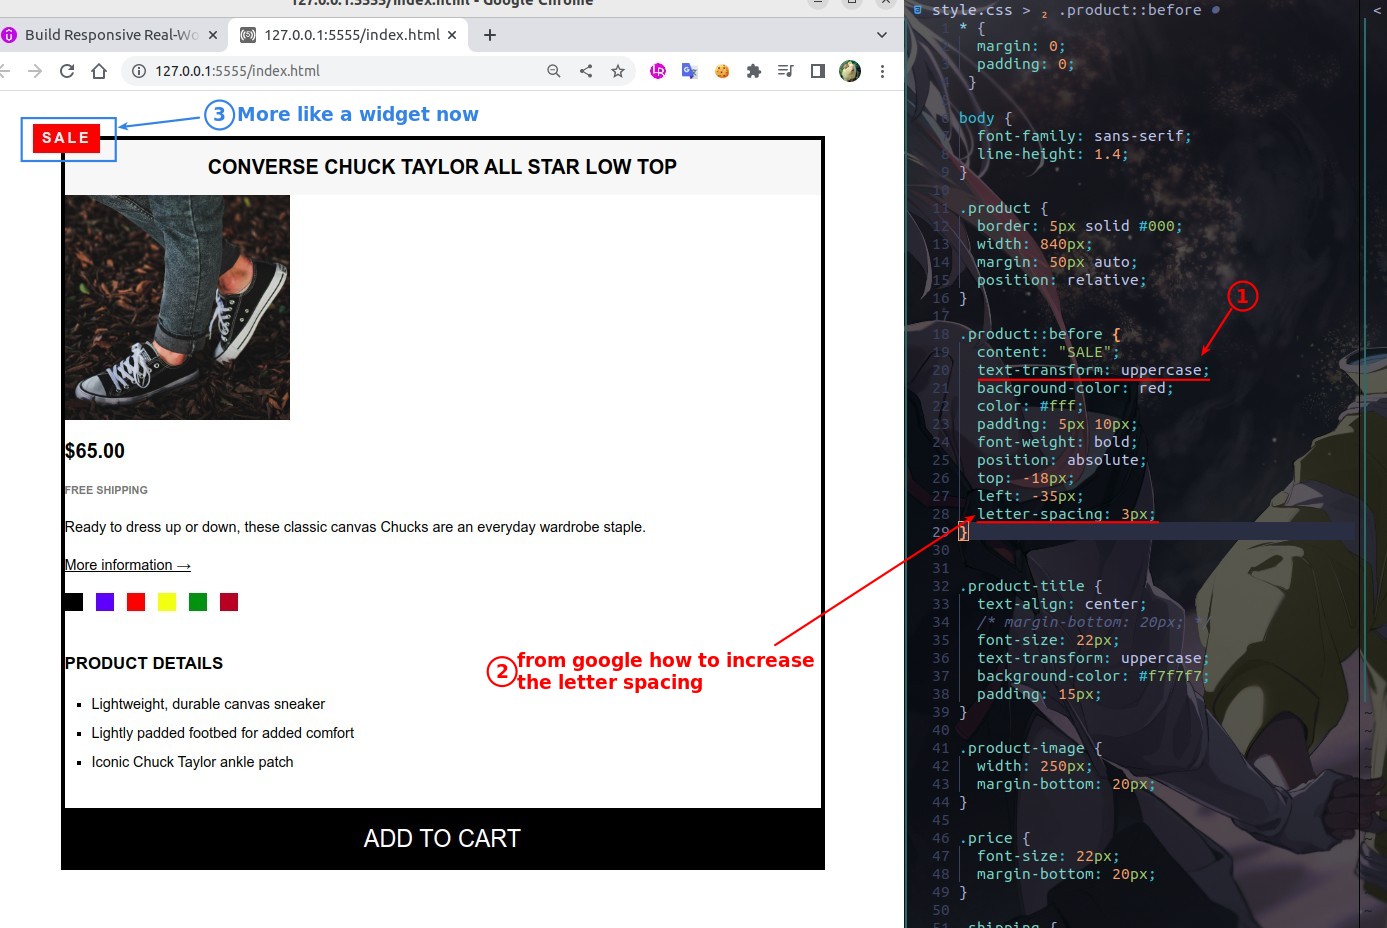 127.0.0.1:5555/index.html - Google Chrome
Build Responsive Real-Wo
127.0.0.1:5555/index.html
127.0.0.1:5555/index.html
3 More like a widget now
SALE
CONVERSE CHUCK TAYLOR ALL STAR LOW TOP
$65.00
FREE SHIPPING
Ready to dress up or down, these classic canvas Chucks are an everyday wardrobe staple.
More information →
PRODUCT DETAILS
Lightweight, durable canvas sneaker
Lightly padded footbed for added comfort
Iconic Chuck Taylor ankle patch
ADD TO CART
2 from google how to increase
the letter spacing
1
style.css > .product::before
* {
margin: 0;
padding: 0;
}
6 body {
7 font-family: sans-serif;
8 line-height: 1.4;
9 }
10
11 .product {
12 border: 5px solid #000;
13 width: 840px;
14 margin: 50px auto;
15 position: relative;
16 }
17
18 .product::before {
19 content: "SALE";
20 text-transform: uppercase;
21 background-color: red;
22 color: #fff;
23 padding: 5px 10px;
24 font-weight: bold;
25 position: absolute;
26 top: -18px;
27 left: -35px;
28 letter-spacing: 3px;
29 }
30
31
32 .product-title {
33 text-align: center;
34 /* margin-bottom: 20px; *
35 font-size: 22px;
36 text-transform: uppercase;
37 background-color: #f7f7f7;
38 padding: 15px;
39 }
40
41 .product-image {
42 width: 250px;
43 margin-bottom: 20px;
44 }
45
46 .price {
47 font-size: 22px;
48 margin-bottom: 20px;
49 }
50
51 .shipping {